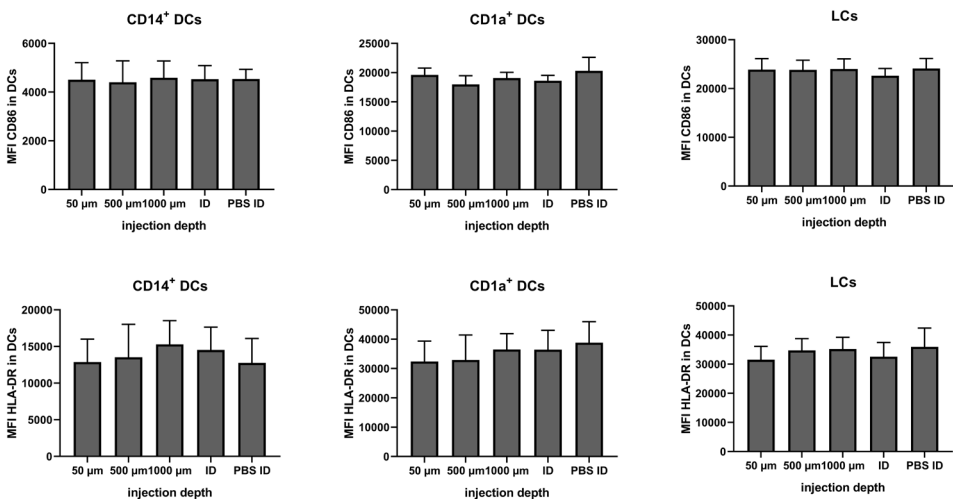 CD14+ DCs
MFI CD86 in DCs
6000
4000
2000
0
50 µm 500 µm 1000 µm ID PBS ID
injection depth
CD1a+ DCs
MFI CD86 in DCs
25000
20000
15000
10000
5000
0
50 µm 500 µm 1000 µm ID PBS ID
injection depth
LCs
MFI CD86 in DCs
30000
20000
10000
0
50 µm 500 µm 1000 µm ID PBS ID
injection depth
CD14+ DCs
MFI HLA-DR in DCs
20000
15000
10000
5000
0
50 µm 500 µm 1000 µm ID PBS ID
injection depth
CD1a+ DCs
MFI HLA-DR in DCs
50000
40000
30000
20000
10000
0
50 µm 500 µm 1000 µm ID PBS ID
injection depth
LCs
MFI HLA-DR in DCs
50000
40000
30000
20000
10000
0
50 µm 500 µm 1000 µm ID PBS ID
injection depth